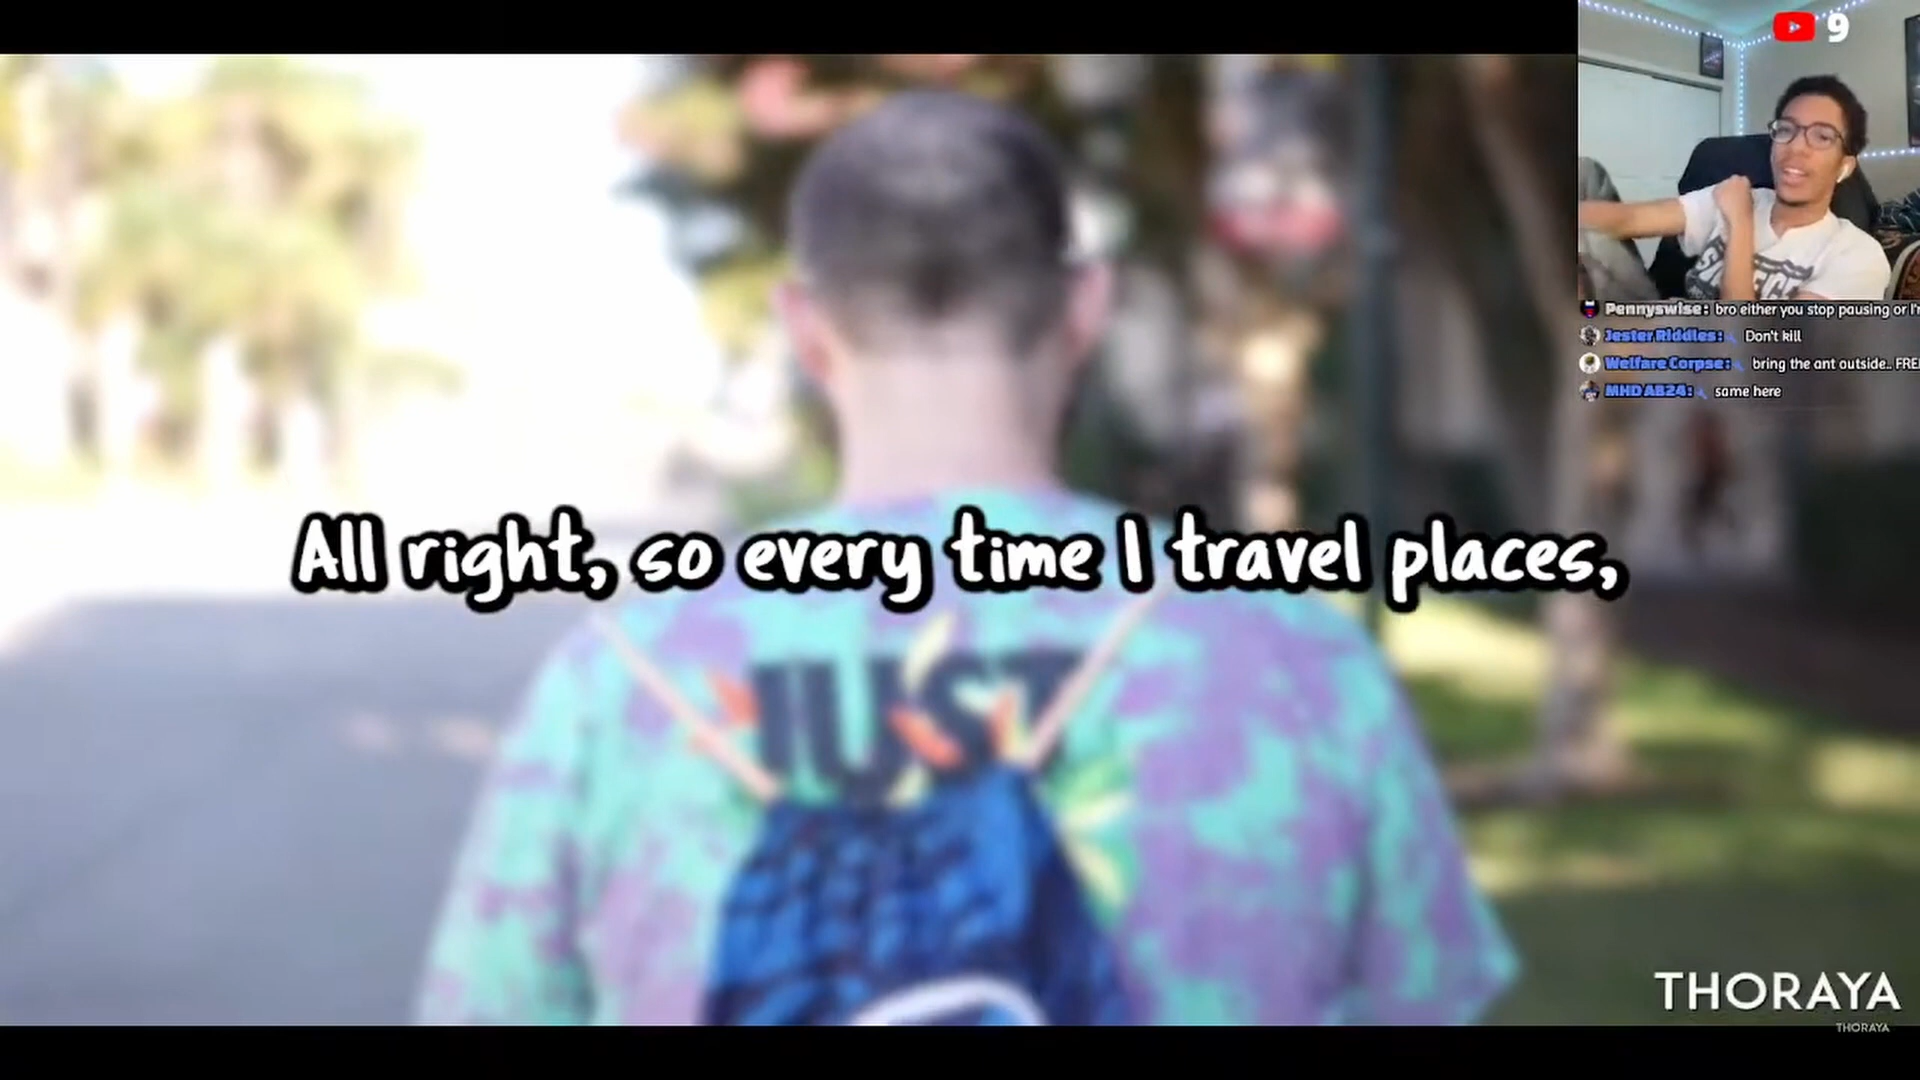 9
Pennyswise: bro either you stop pausing or I'
Jester Riddles: Don't kill
Welfare Corpse: bring the ant outside.. FRE
MHD AB24: same here
All right, so every time I travel places,
JUST
THORAYA
THORAYA